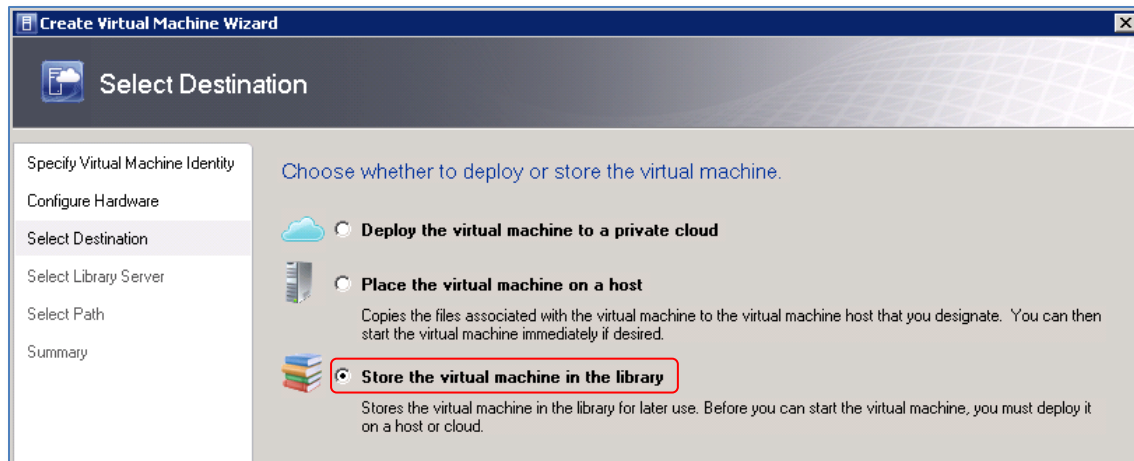 Create Virtual Machine Wizard
Select Destination
Specify Virtual Machine Identity
Configure Hardware
Select Destination
Select Library Server
Select Path
Summary
Choose whether to deploy or store the virtual machine.
Deploy the virtual machine to a private cloud
Place the virtual machine on a host
Copies the files associated with the virtual machine to the virtual machine host that you designate. You can then
start the virtual machine immediately if desired.
Store the virtual machine in the library
Stores the virtual machine in the library for later use. Before you can start the virtual machine, you must deploy it
on a host or cloud.